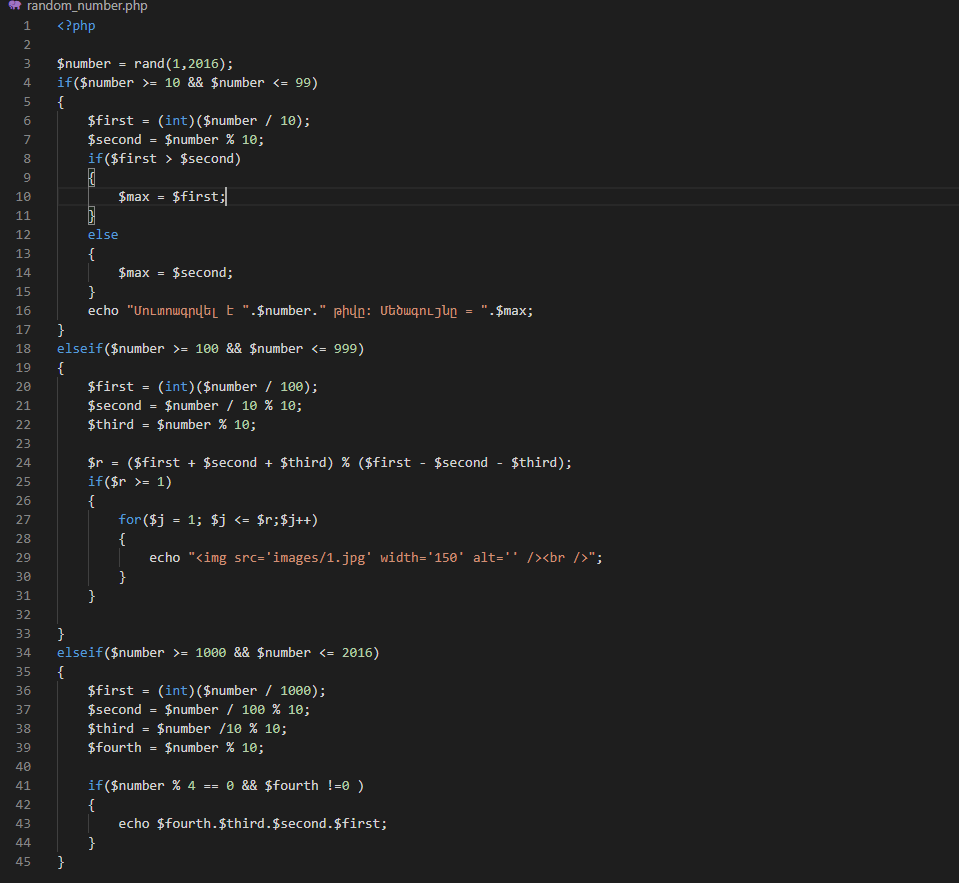 random_number.php
1 <?php
2
3 $number = rand(1,2016);
4 if($number >= 10 && $number <= 99)
5 {
6     $first = (int)($number / 10);
7     $second = $number % 10;
8     if($first > $second)
9     {
10         $max = $first;
11     }
12     else
13     {
14         $max = $second;
15     }
16     echo "Մուտոագրվել է ".$number." թիվը: Մեծագույնը = ".$max;
17 }
18 elseif($number >= 100 && $number <= 999)
19 {
20     $first = (int)($number / 100);
21     $second = $number / 10 % 10;
22     $third = $number % 10;
23
24     $r = ($first + $second + $third) % ($first - $second - $third);
25     if($r >= 1)
26     {
27         for($j = 1; $j <= $r;$j++)
28         {
29             echo "<img src='images/1.jpg' width='150' alt='' /><br />";
30         }
31     }
32
33 }
34 elseif($number >= 1000 && $number <= 2016)
35 {
36     $first = (int)($number / 1000);
37     $second = $number / 100 % 10;
38     $third = $number /10 % 10;
39     $fourth = $number % 10;
40
41     if($number % 4 == 0 && $fourth !=0 )
42     {
43         echo $fourth.$third.$second.$first;
44     }
45 }